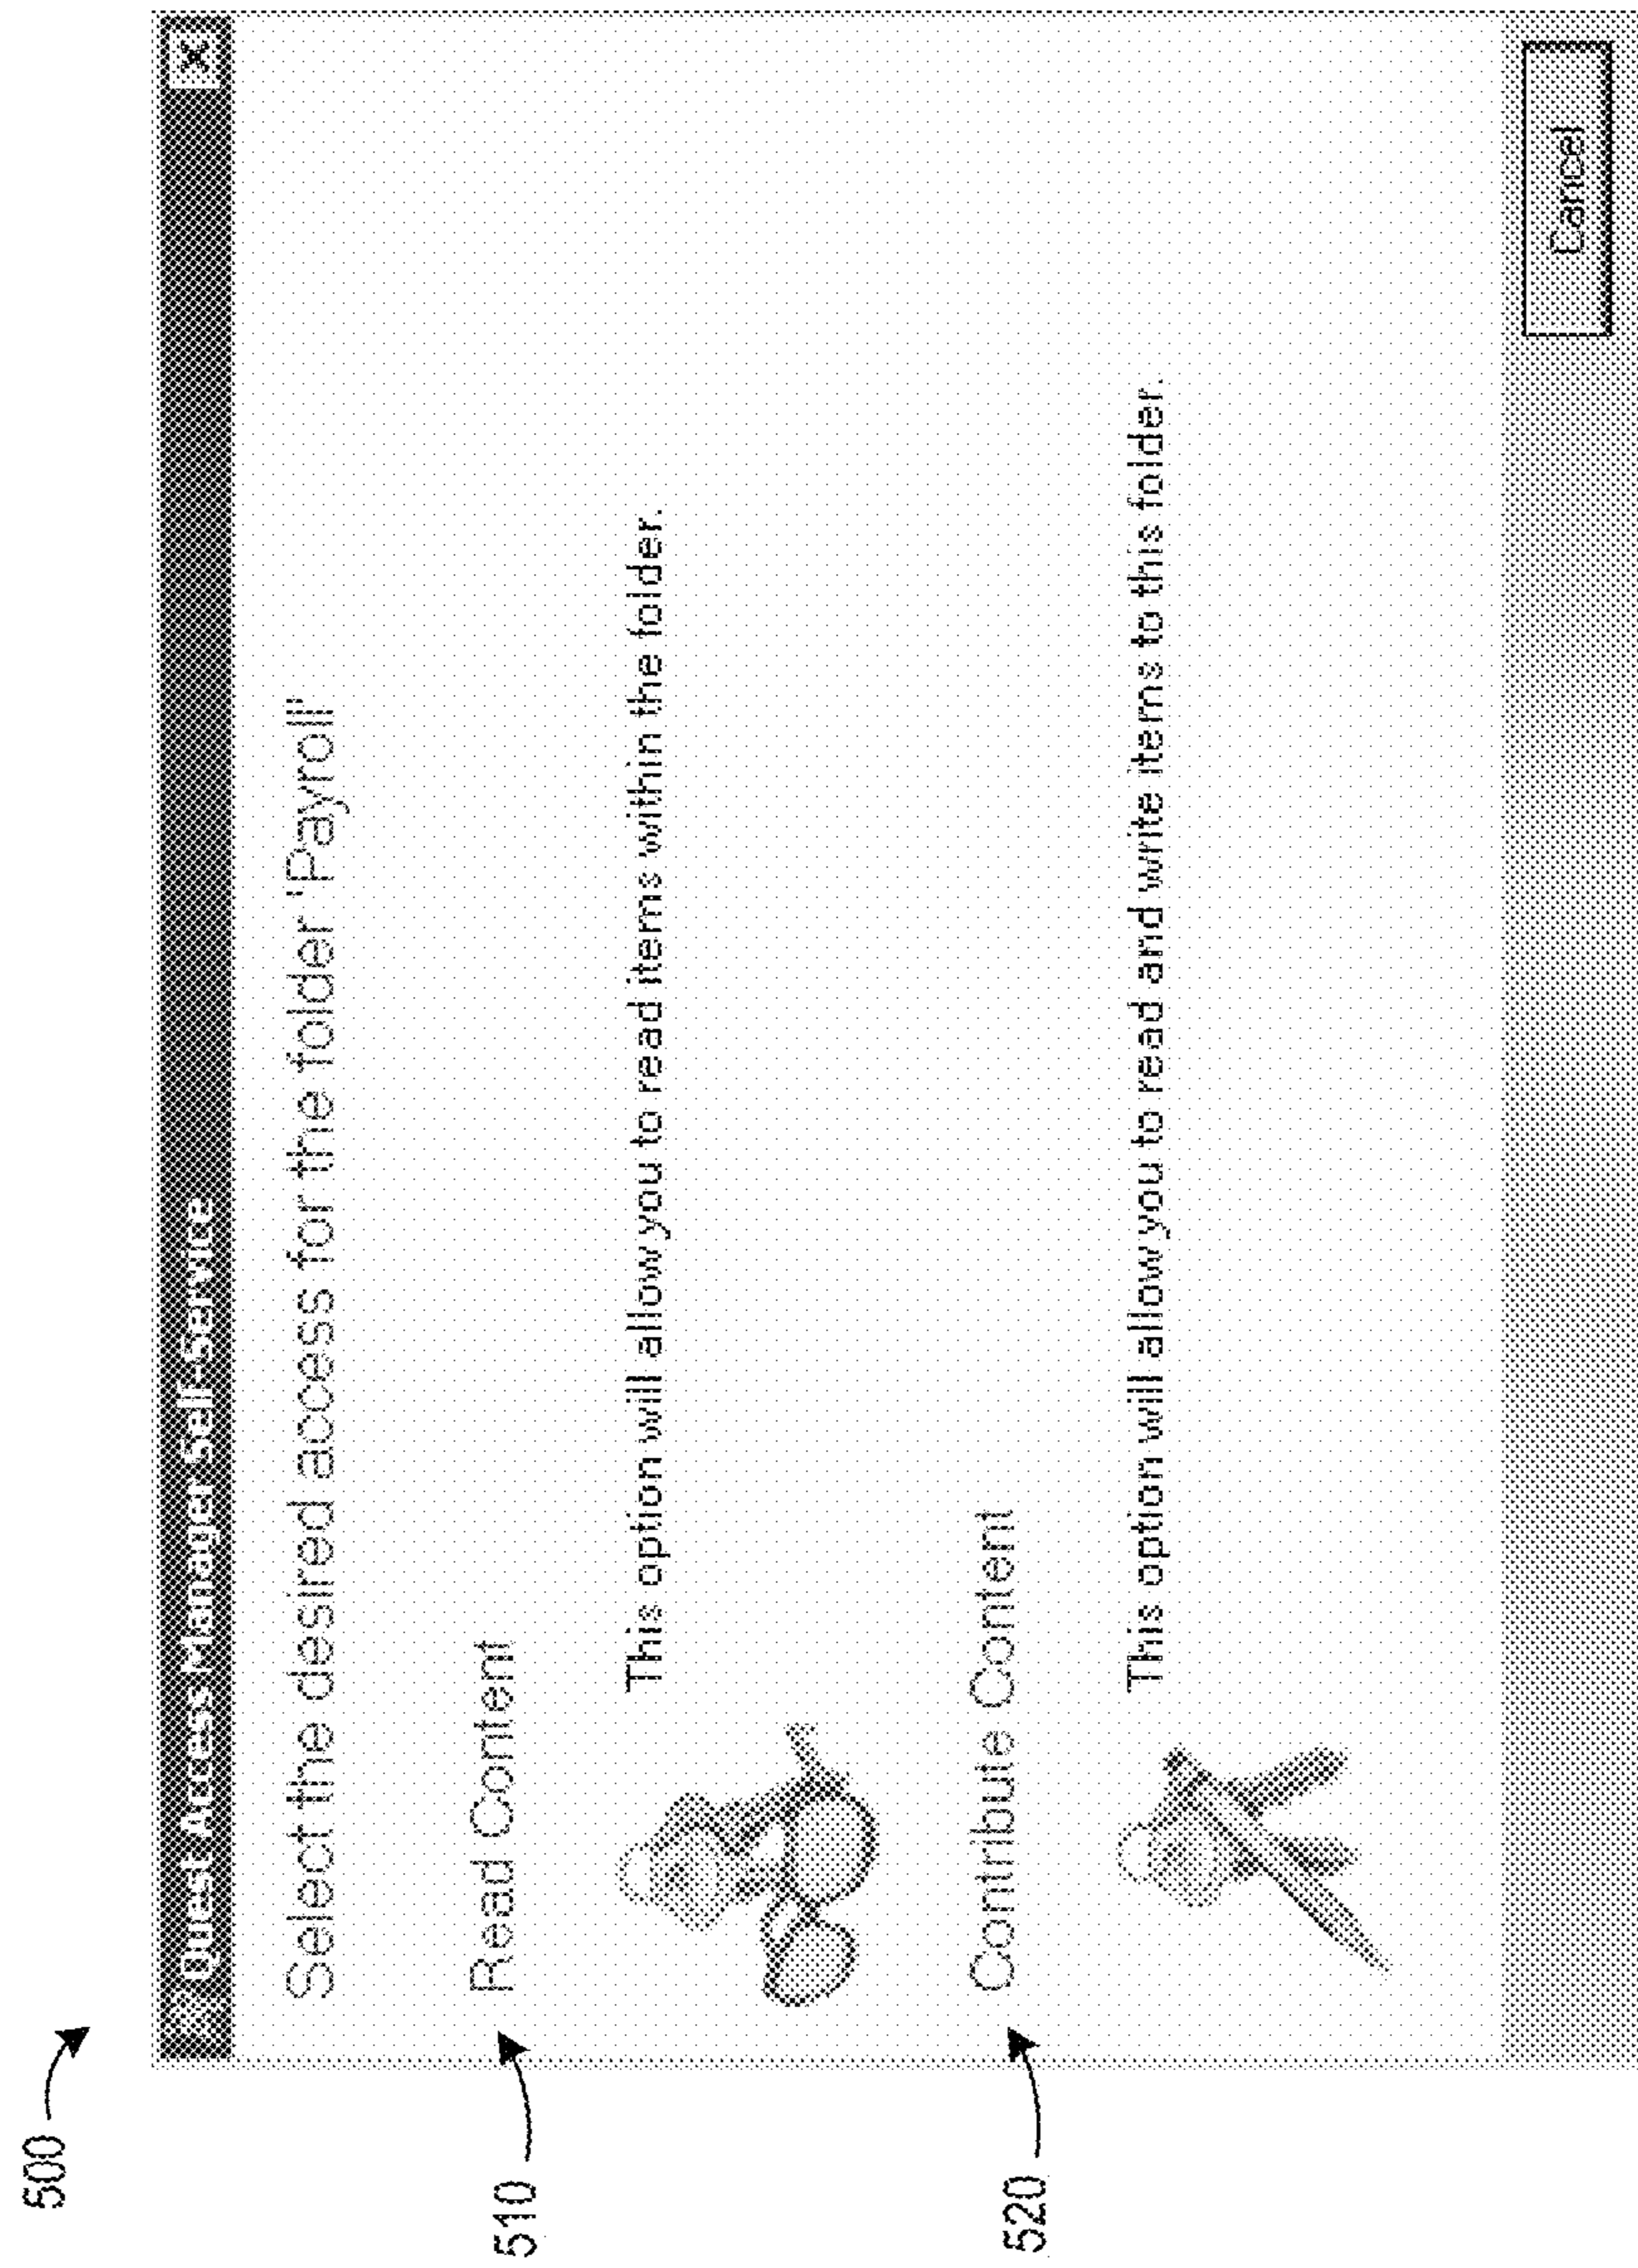 500
Quest Access Manager Self-Service
X
Select the desired access for the folder 'Payroll'
510
Read Content
This option will allow you to read items within the folder.
520
Contribute Content
This option will allow you to read and write items to this folder.
Cancel